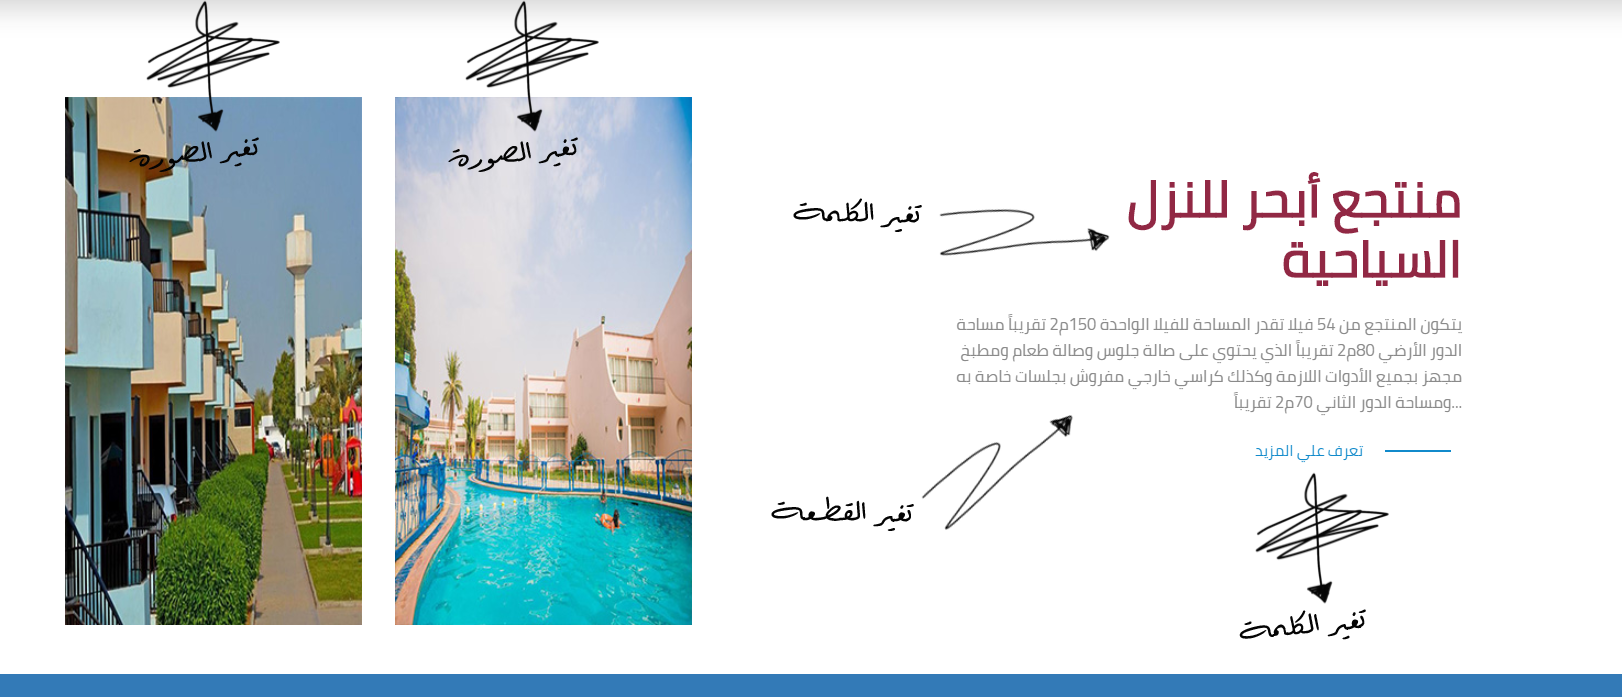 تغير الصورة
تغير الصورة
منتجع أبحر للنزل
السياحية
تغير الكلمة
يتكون المنتجع من 54 فيلا تقدر المساحة للفيلا الواحدة 150م2 تقريباً مساحة
الدور الأرضي 80م2 تقريباً الذي يحتوي على صالة جلوس وصالة طعام ومطبخ
مجهز بجميع الأدوات اللازمة وكذلك كراسي خارجي مفروش بجلسات خاصة به
...ومساحة الدور الثاني 70م2 تقريباً
تعرف علي المزيد
تغير القطعة
تغير الكلمة